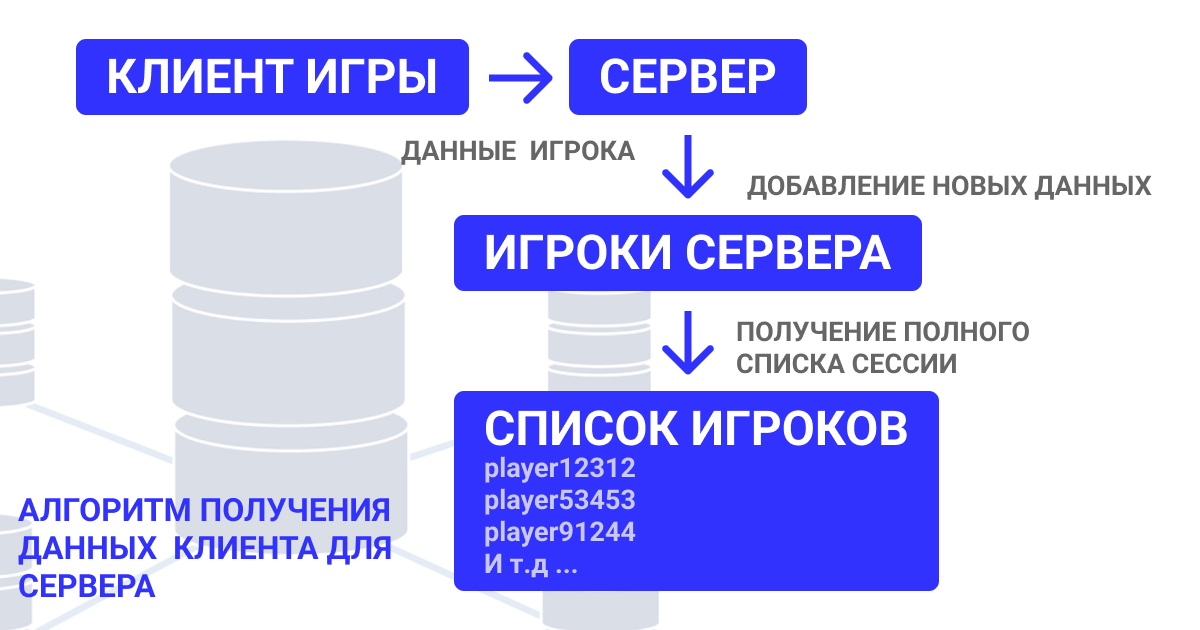 КЛИЕНТ ИГРЫ
СЕРВЕР
ДАННЫЕ ИГРОКА
ДОБАВЛЕНИЕ НОВЫХ ДАННЫХ
ИГРОКИ СЕРВЕРА
ПОЛУЧЕНИЕ ПОЛНОГО
СПИСКА СЕССИИ
СПИСОК ИГРОКОВ
player12312
player53453
player91244
И т.д ...
АЛГОРИТМ ПОЛУЧЕНИЯ
ДАННЫХ КЛИЕНТА ДЛЯ
СЕРВЕРА